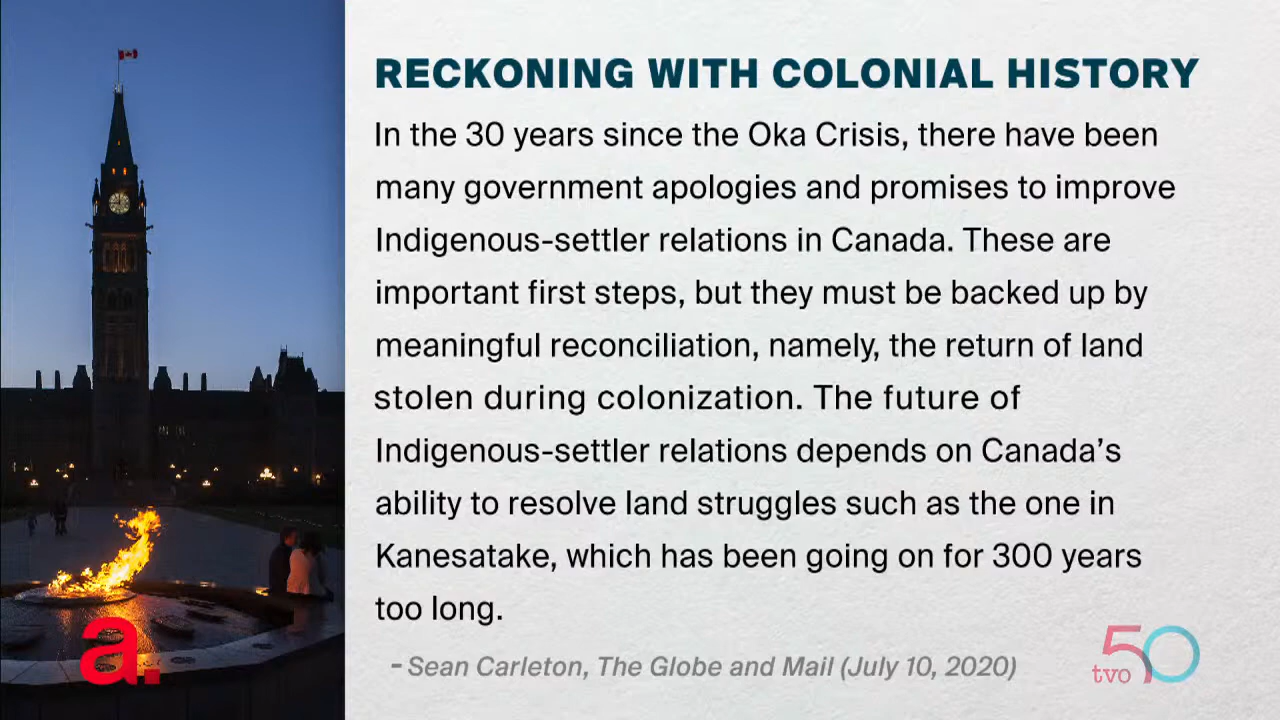 RECKONING WITH COLONIAL HISTORY
In the 30 years since the Oka Crisis, there have been
many government apologies and promises to improve
Indigenous-settler relations in Canada. These are
important first steps, but they must be backed up by
meaningful reconciliation, namely, the return of land
stolen during colonization. The future of
Indigenous-settler relations depends on Canada’s
ability to resolve land struggles such as the one in
Kanesatake, which has been going on for 300 years
too long.
– Sean Carleton, The Globe and Mail (July 10, 2020)
a.
tvo 50